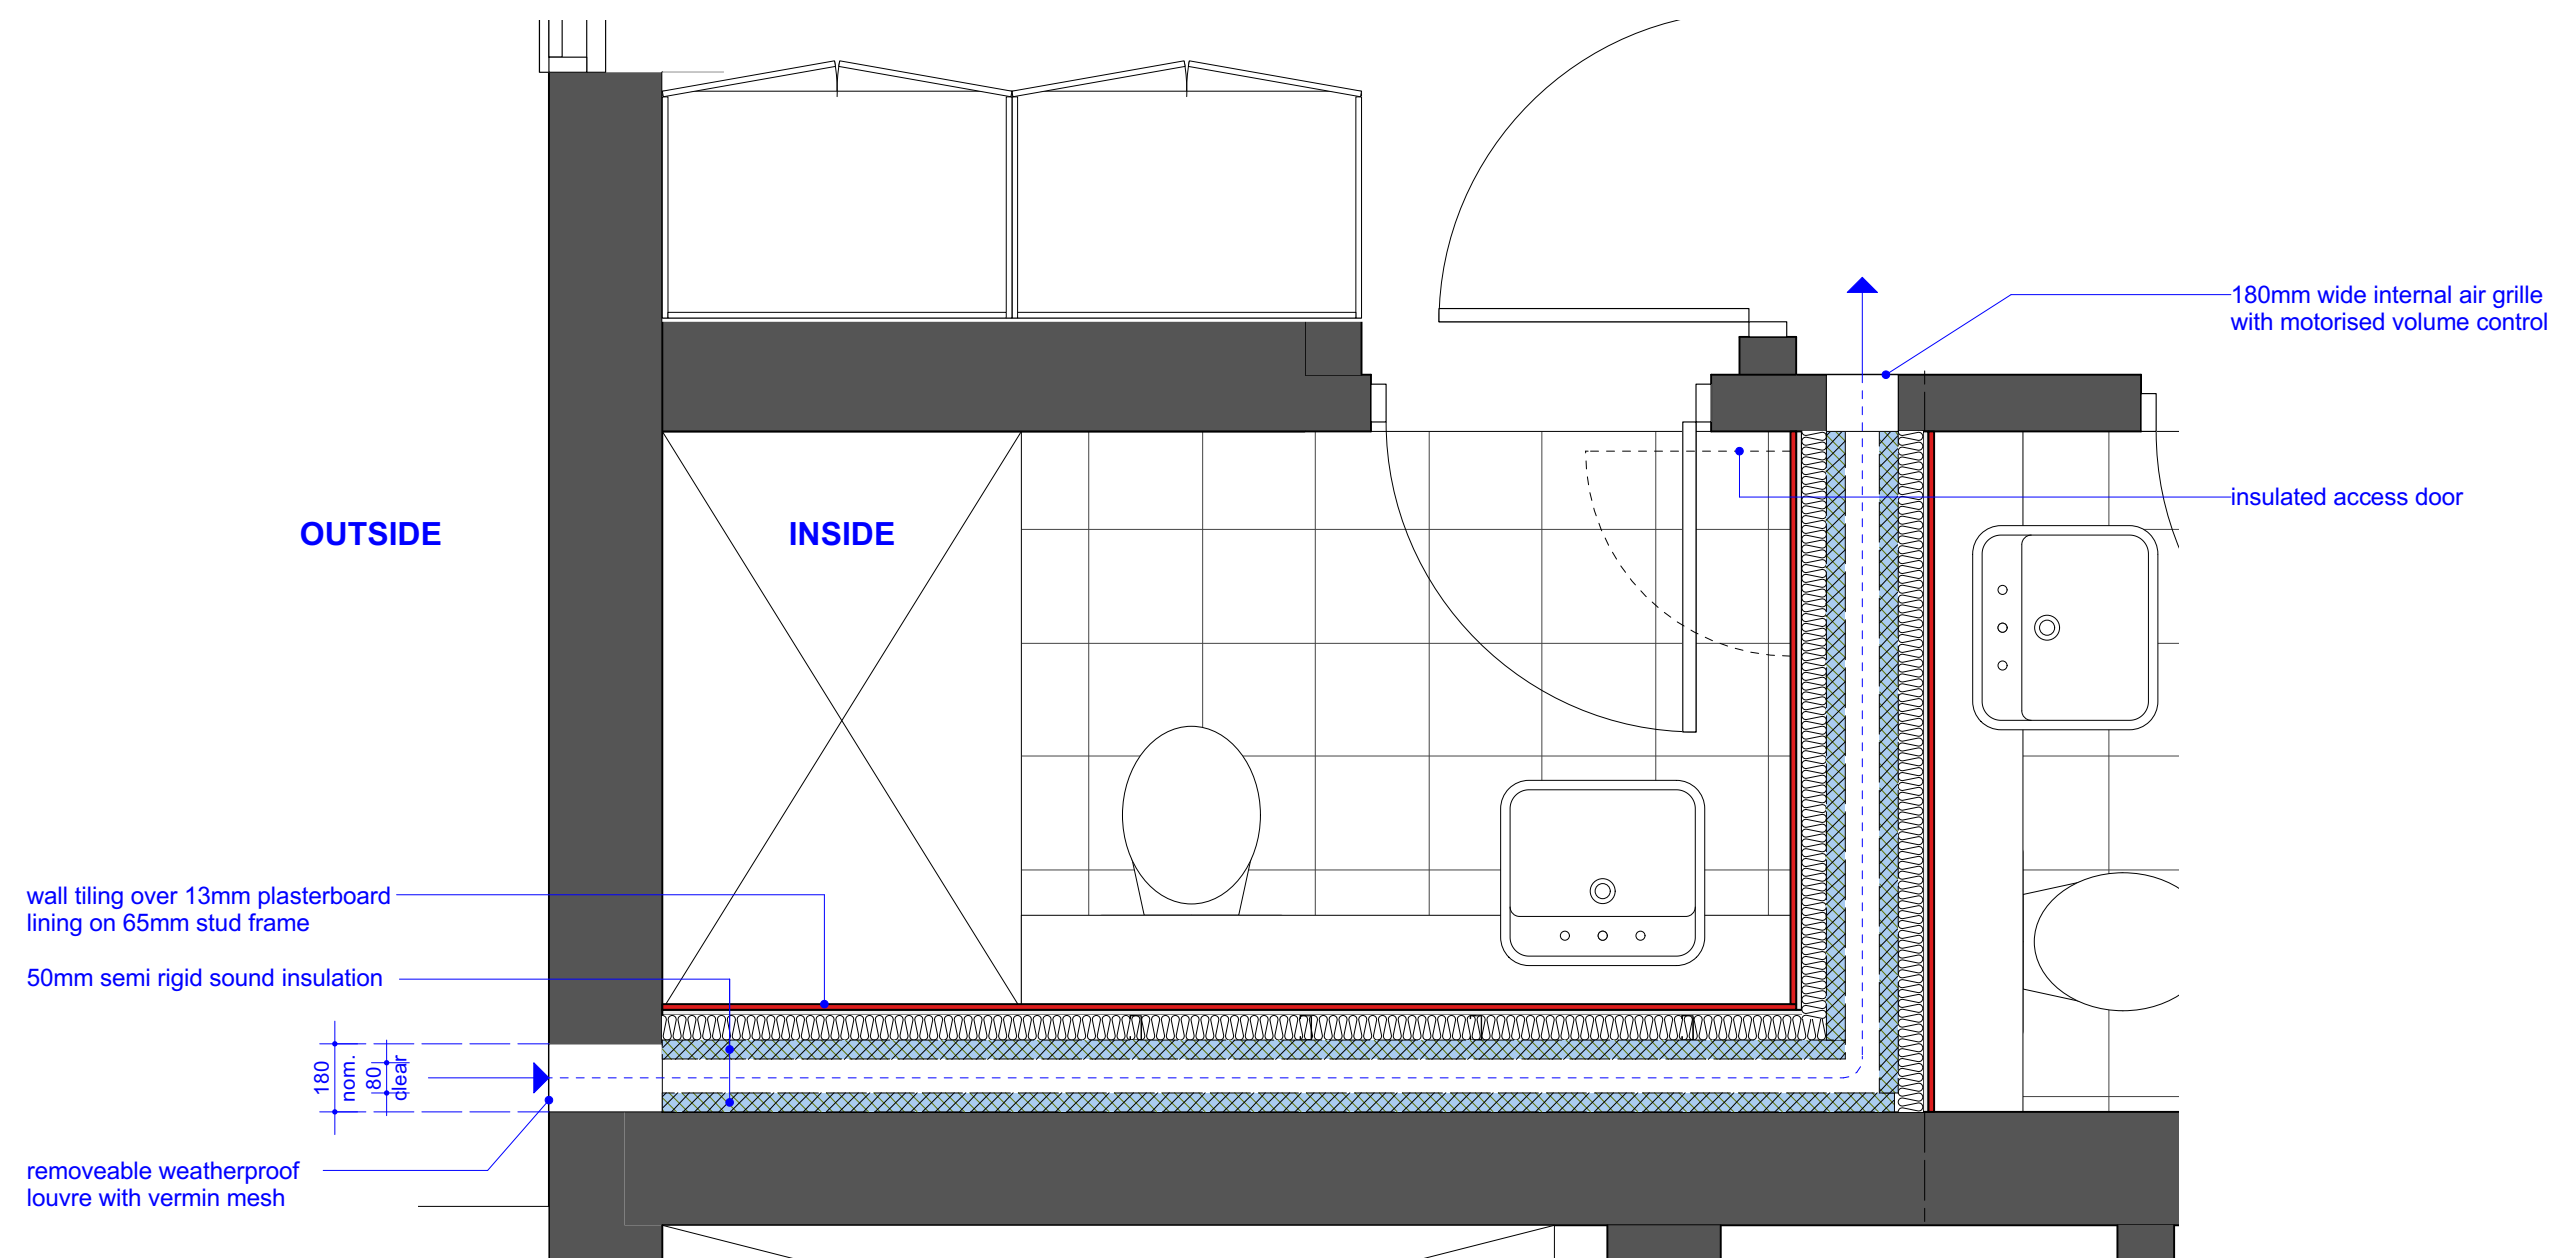 180mm wide internal air grille
with motorised volume control
insulated access door
OUTSIDE
INSIDE
wall tiling over 13mm plasterboard
lining on 65mm stud frame
50mm semi rigid sound insulation
180
nom.
80
clear
removeable weatherproof
louvre with vermin mesh